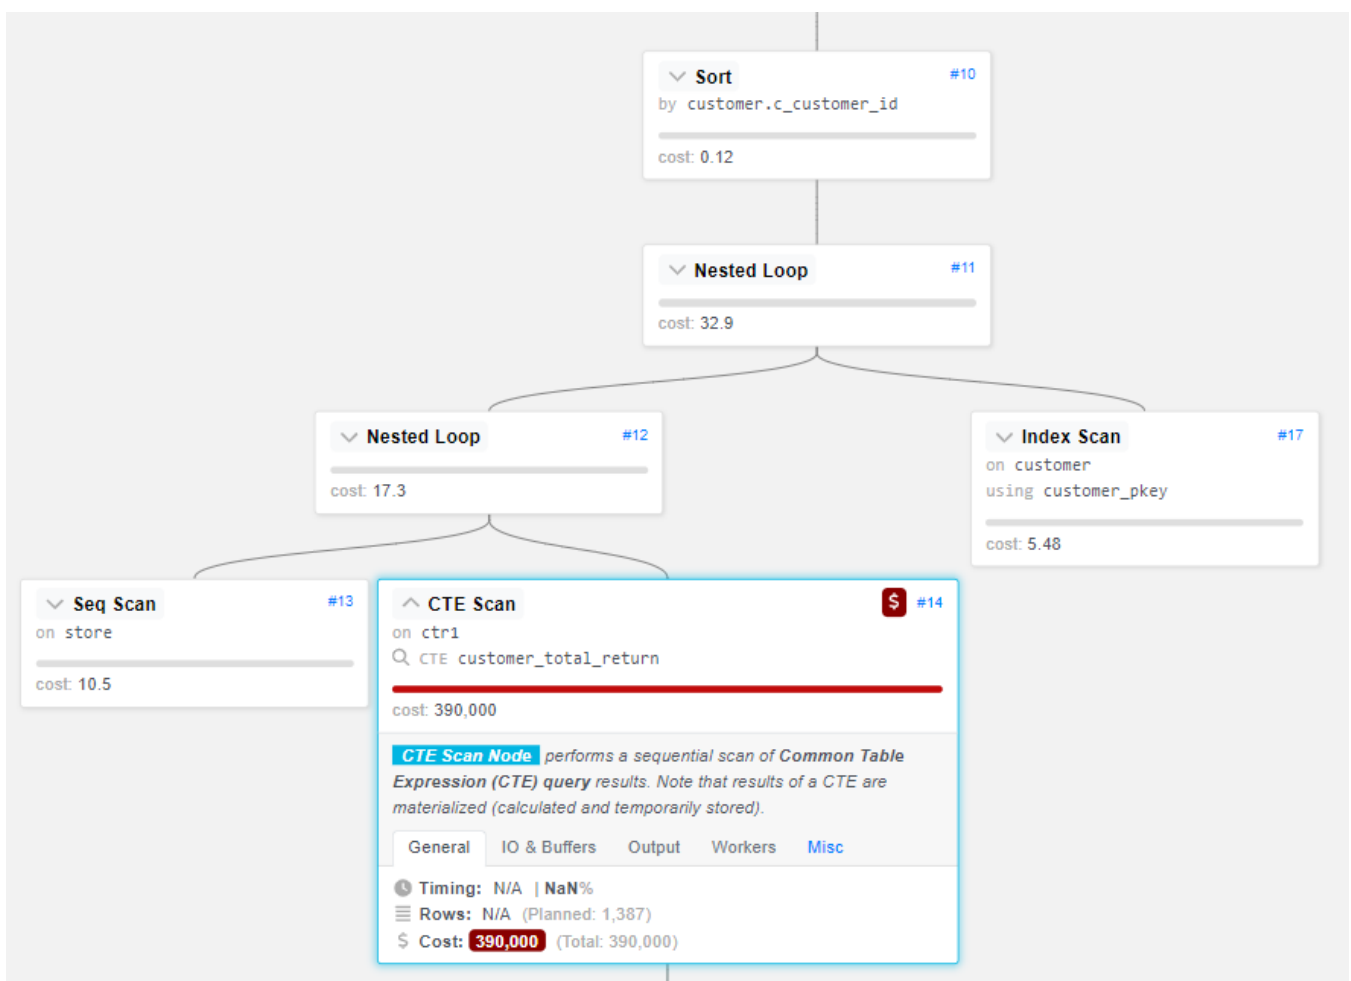 Sort #10
by customer.c_customer_id
cost: 0.12
Nested Loop #11
cost: 32.9
Nested Loop #12
cost: 17.3
Index Scan #17
on customer
using customer_pkey
cost: 5.48
Seq Scan #13
on store
cost: 10.5
CTE Scan $ #14
on ctr1
CTE customer_total_return
cost: 390,000
CTE Scan Node performs a sequential scan of Common Table
Expression (CTE) query results. Note that results of a CTE are
materialized (calculated and temporarily stored).
General IO & Buffers Output Workers Misc
Timing: N/A | NaN%
Rows: N/A (Planned: 1,387)
$ Cost: 390,000 (Total: 390,000)